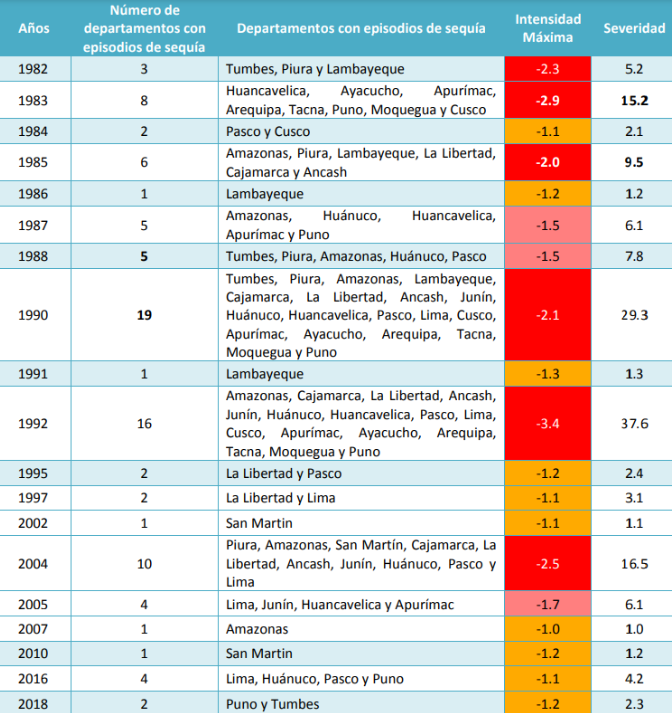 Años
Número de
departamentos con
episodios de sequía
Departamentos con episodios de sequía
Intensidad
Máxima
Severidad
1982 3 Tumbes, Piura y Lambayeque -2.3 5.2
1983 8 Huancavelica, Ayacucho, Apurímac,
Arequipa, Tacna, Puno, Moquegua y Cusco -2.9 15.2
1984 2 Pasco y Cusco -1.1 2.1
1985 6 Amazonas, Piura, Lambayeque, La Libertad,
Cajamarca y Ancash -2.0 9.5
1986 1 Lambayeque -1.2 1.2
1987 5 Amazonas, Huánuco, Huancavelica,
Apurímac y Puno -1.5 6.1
1988 5 Tumbes, Piura, Amazonas, Huánuco, Pasco -1.5 7.8
1990 19 Tumbes, Piura, Amazonas, Lambayeque,
Cajamarca, La Libertad, Ancash, Junín,
Huánuco, Huancavelica, Pasco, Lima, Cusco,
Apurímac, Ayacucho, Arequipa, Tacna,
Moquegua y Puno -2.1 29.3
1991 1 Lambayeque -1.3 1.3
1992 16 Amazonas, Cajamarca, La Libertad, Ancash,
Junín, Huánuco, Huancavelica, Pasco, Lima,
Cusco, Apurímac, Ayacucho, Arequipa,
Tacna, Moquegua y Puno -3.4 37.6
1995 2 La Libertad y Pasco -1.2 2.4
1997 2 La Libertad y Lima -1.1 3.1
2002 1 San Martin -1.1 1.1
2004 10 Piura, Amazonas, San Martín, Cajamarca, La
Libertad, Ancash, Junín, Huánuco, Pasco y
Lima -2.5 16.5
2005 4 Lima, Junín, Huancavelica y Apurímac -1.7 6.1
2007 1 Amazonas -1.0 1.0
2010 1 San Martin -1.2 1.2
2016 4 Lima, Huánuco, Pasco y Puno -1.1 4.2
2018 2 Puno y Tumbes -1.2 2.3